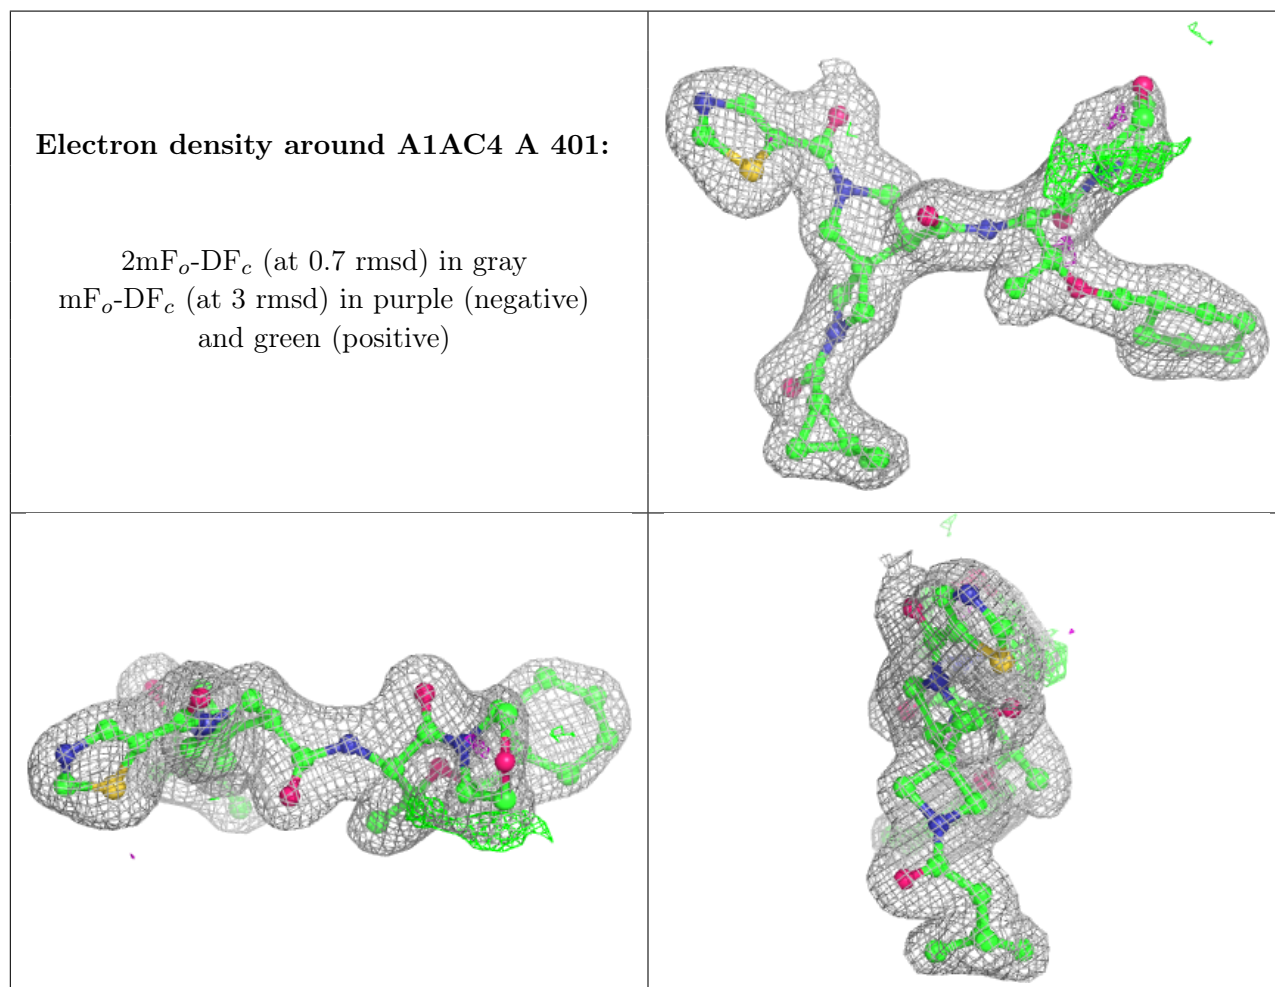 Electron density around A1AC4 A 401:
2mFo-DFc (at 0.7 rmsd) in gray
mFo-DFc (at 3 rmsd) in purple (negative)
and green (positive)